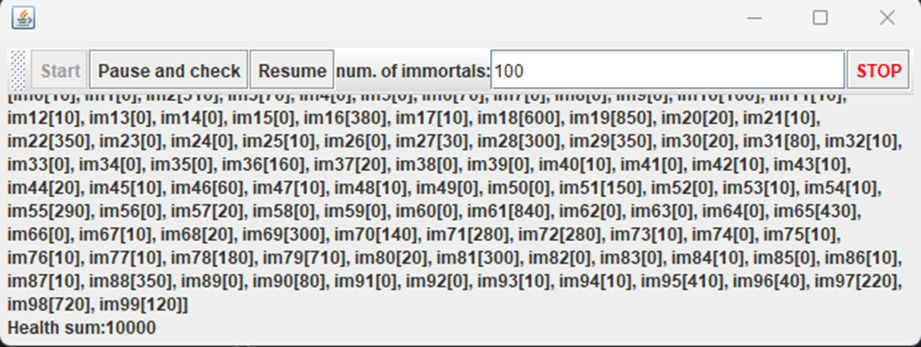 Start Pause and check Resume num. of immortals: 100 STOP
im12[10], im13[0], im14[0], im15[0], im16[380], im17[10], im18[600], im19[850], im20[20], im21[10],
im22[350], im23[0], im24[0], im25[10], im26[0], im27[30], im28[300], im29[350], im30[20], im31[80], im32[10],
im33[0], im34[0], im35[0], im36[160], im37[20], im38[0], im39[0], im40[10], im41[0], im42[10], im43[10],
im44[20], im45[10], im46[60], im47[10], im48[10], im49[0], im50[0], im51[150], im52[0], im53[10], im54[10],
im55[290], im56[0], im57[20], im58[0], im59[0], im60[0], im61[840], im62[0], im63[0], im64[0], im65[430],
im66[0], im67[10], im68[20], im69[300], im70[140], im71[280], im72[280], im73[10], im74[0], im75[10],
im76[10], im77[10], im78[180], im79[710], im80[20], im81[300], im82[0], im83[0], im84[10], im85[0], im86[10],
im87[10], im88[350], im89[0], im90[80], im91[0], im92[0], im93[10], im94[10], im95[410], im96[40], im97[220],
im98[720], im99[120]]
Health sum:10000